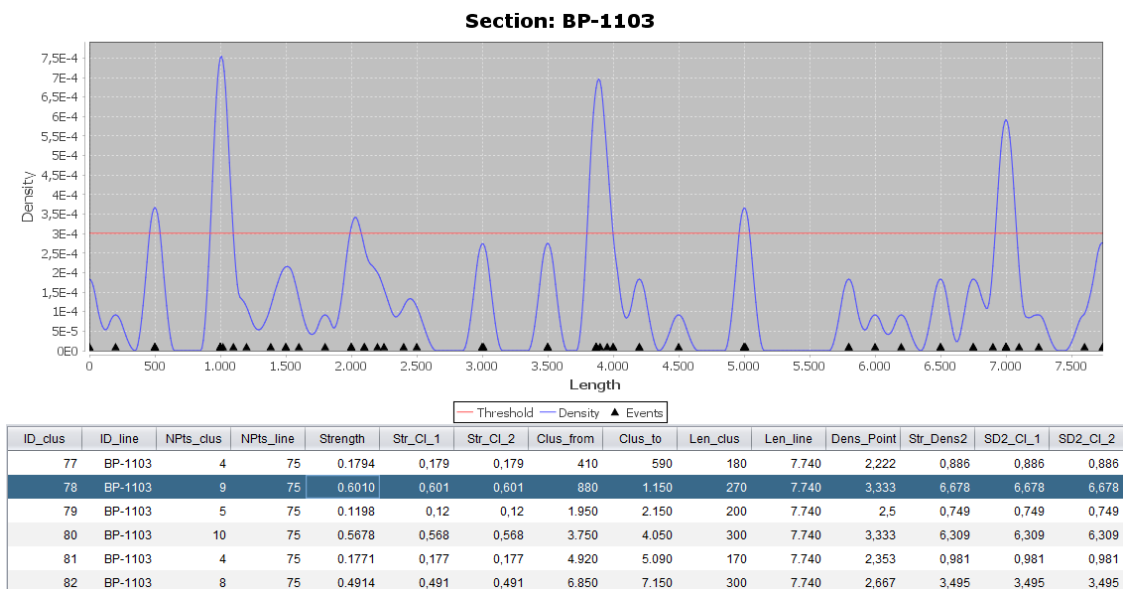 Section: BP-1103
7,5E-4
7E-4
6,5E-4
6E-4
5,5E-4
5E-4
4,5E-4
4E-4
3,5E-4
3E-4
2,5E-4
2E-4
1,5E-4
1E-4
5E-5
0E0
Density
0 500 1.000 1.500 2.000 2.500 3.000 3.500 4.000 4.500 5.000 5.500 6.000 6.500 7.000 7.500
Length
Threshold Density Events
ID_clus ID_line NPts_clus NPts_line Strength Str_CI_1 Str_CI_2 Clus_from Clus_to Len_clus Len_line Dens_Point Str_Dens2 SD2_CI_1 SD2_CI_2
77 BP-1103 4 75 0.1794 0,179 0,179 410 590 180 7.740 2,222 0,886 0,886 0,886
78 BP-1103 9 75 0.6010 0,601 0,601 880 1.150 270 7.740 3,333 6,678 6,678 6,678
79 BP-1103 5 75 0.1198 0,12 0,12 1.950 2.150 200 7.740 2,5 0,749 0,749 0,749
80 BP-1103 10 75 0.5678 0,568 0,568 3.750 4.050 300 7.740 3,333 6,309 6,309 6,309
81 BP-1103 4 75 0.1771 0,177 0,177 4.920 5.090 170 7.740 2,353 0,981 0,981 0,981
82 BP-1103 8 75 0.4914 0,491 0,491 6.850 7.150 300 7.740 2,667 3,495 3,495 3,495